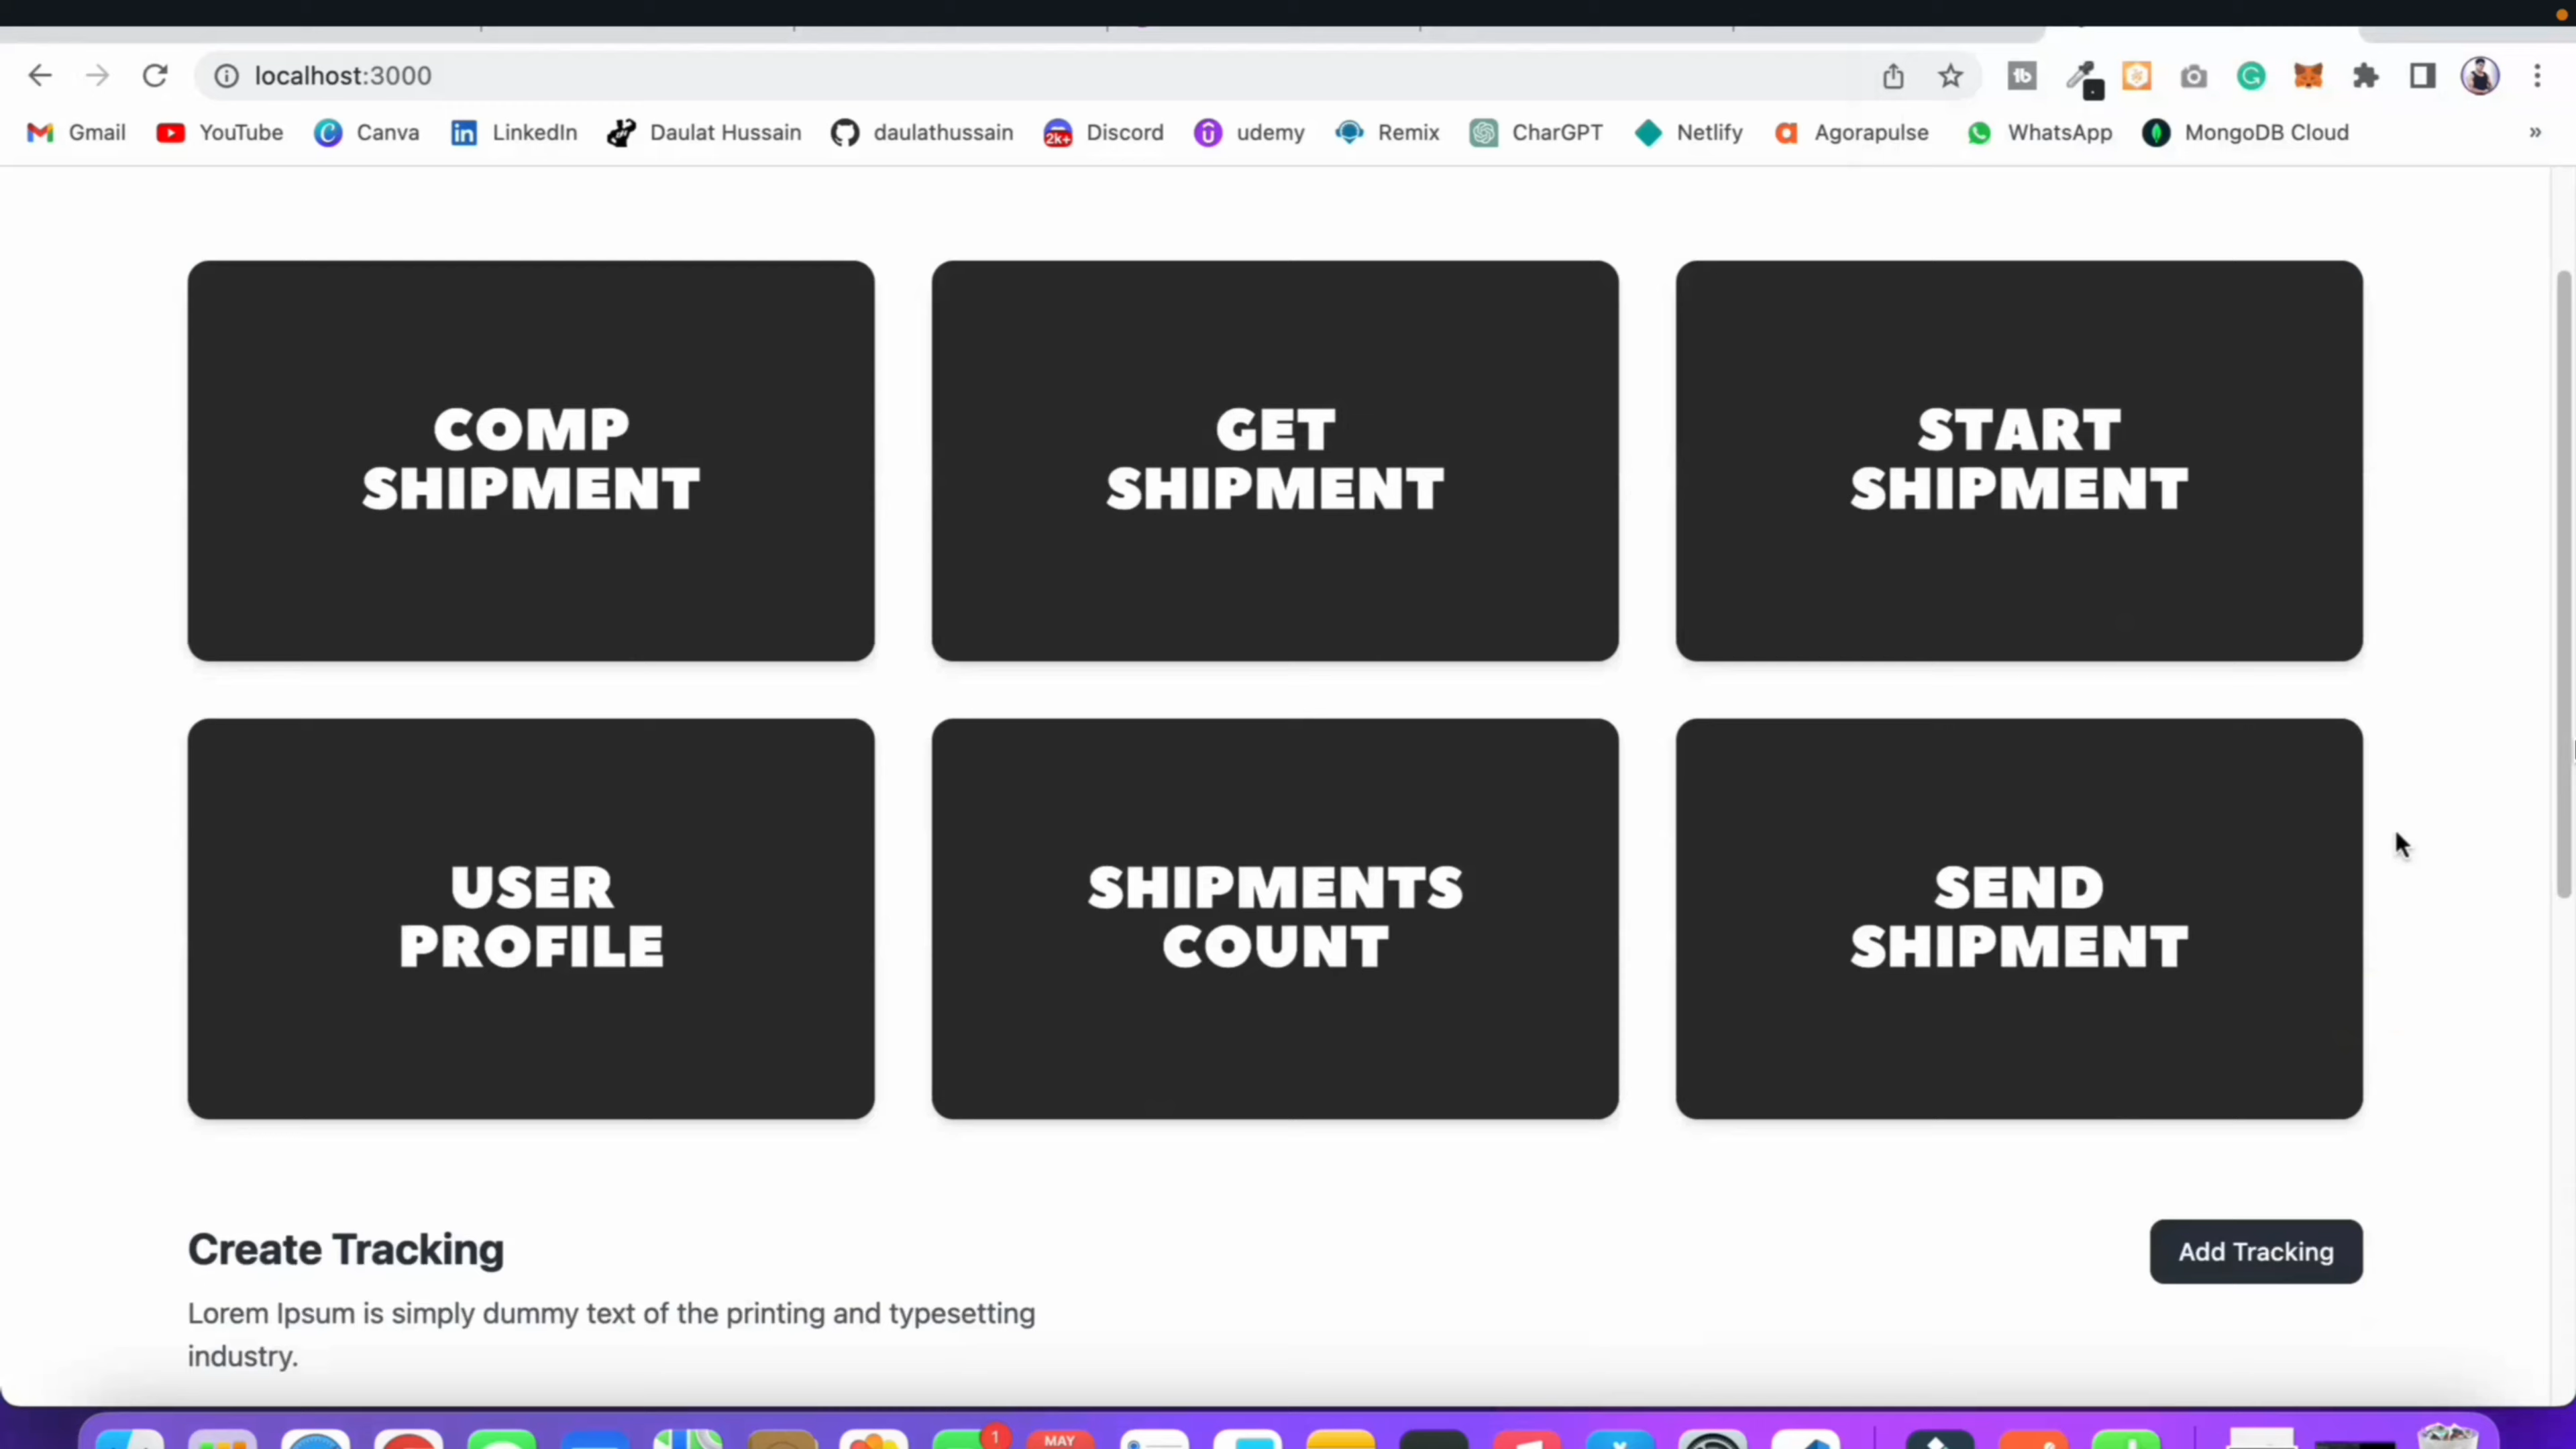 localhost:3000
Gmail YouTube Canva LinkedIn Daulat Hussain daulathussain Discord udemy Remix CharGPT Netlify Agorapulse WhatsApp MongoDB Cloud »
COMP
SHIPMENT
GET
SHIPMENT
START
SHIPMENT
USER
PROFILE
SHIPMENTS
COUNT
SEND
SHIPMENT
Create Tracking
Add Tracking
Lorem Ipsum is simply dummy text of the printing and typesetting
industry.
1
MAY